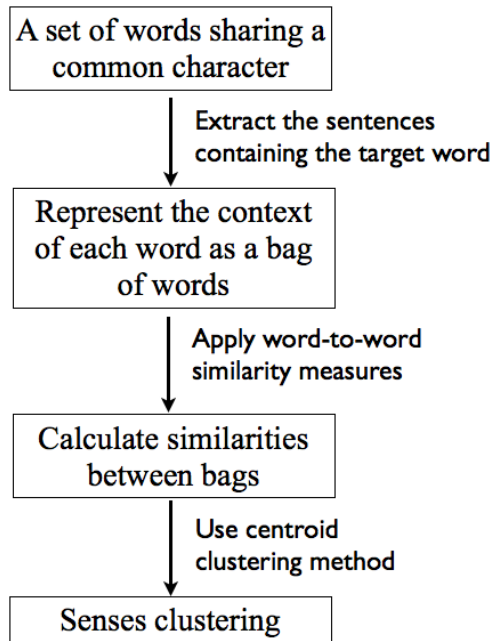 A set of words sharing a
common character
Extract the sentences
containing the target word
Represent the context
of each word as a bag
of words
Apply word-to-word
similarity measures
Calculate similarities
between bags
Use centroid
clustering method
Senses clustering